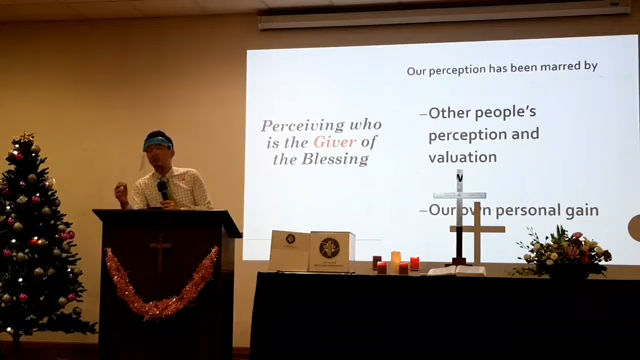 Our perception has been marred by
Perceiving who
is the Giver of
the Blessing
–Other people's
perception and
valuation
–Our own personal gain